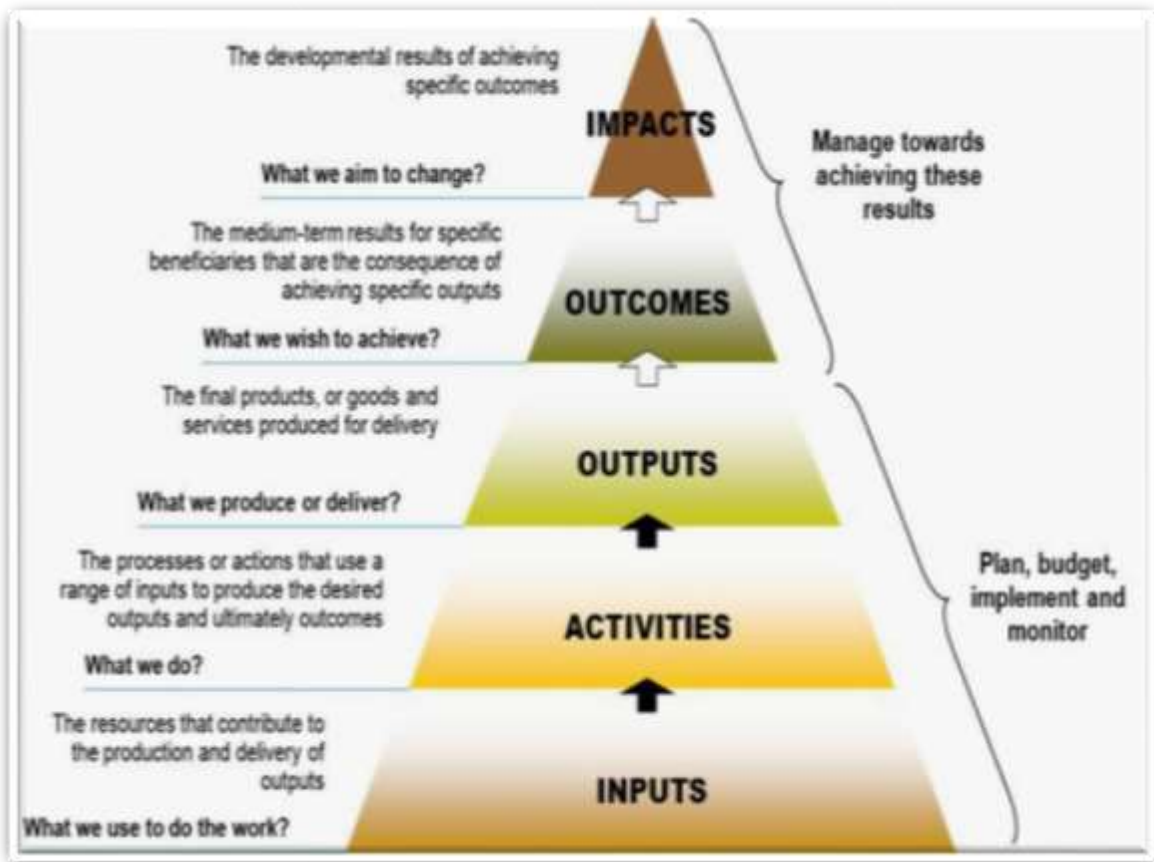 The developmental results of achieving
specific outcomes
IMPACTS
What we aim to change?
Manage towards
achieving these
results
The medium-term results for specific
beneficiaries that are the consequence of
achieving specific outputs
OUTCOMES
What we wish to achieve?
The final products, or goods and
services produced for delivery
OUTPUTS
What we produce or deliver?
The processes or actions that use a
range of inputs to produce the desired
outputs and ultimately outcomes
ACTIVITIES
What we do?
Plan, budget,
implement and
monitor
The resources that contribute to
the production and delivery of
outputs
INPUTS
What we use to do the work?